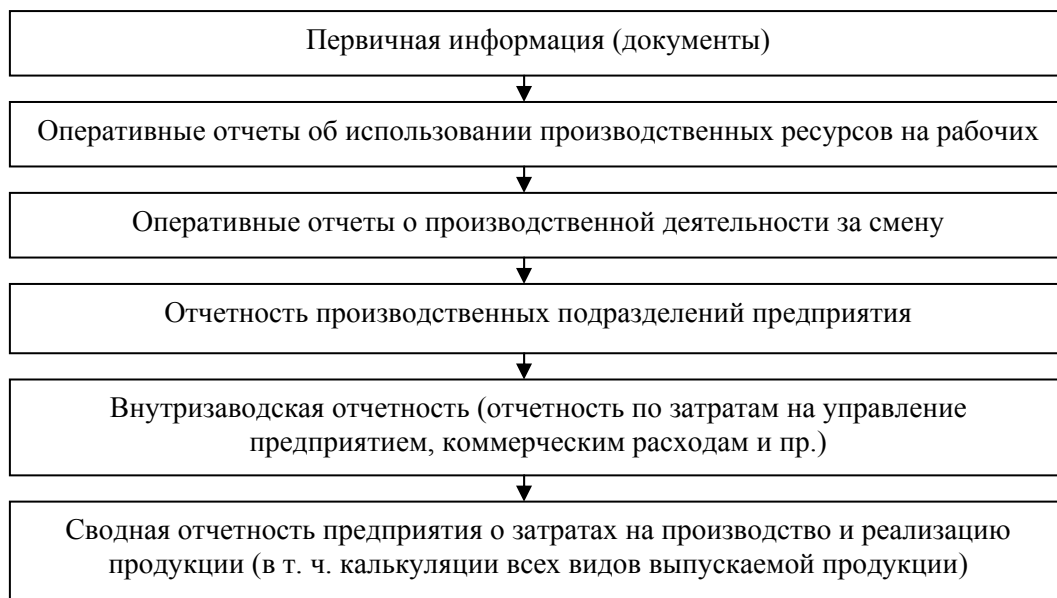 Первичная информация (документы)
Оперативные отчеты об использовании производственных ресурсов на рабочих
Оперативные отчеты о производственной деятельности за смену
Отчетность производственных подразделений предприятия
Внутризаводская отчетность (отчетность по затратам на управление
предприятием, коммерческим расходам и пр.)
Сводная отчетность предприятия о затратах на производство и реализацию
продукции (в т. ч. калькуляции всех видов выпускаемой продукции)